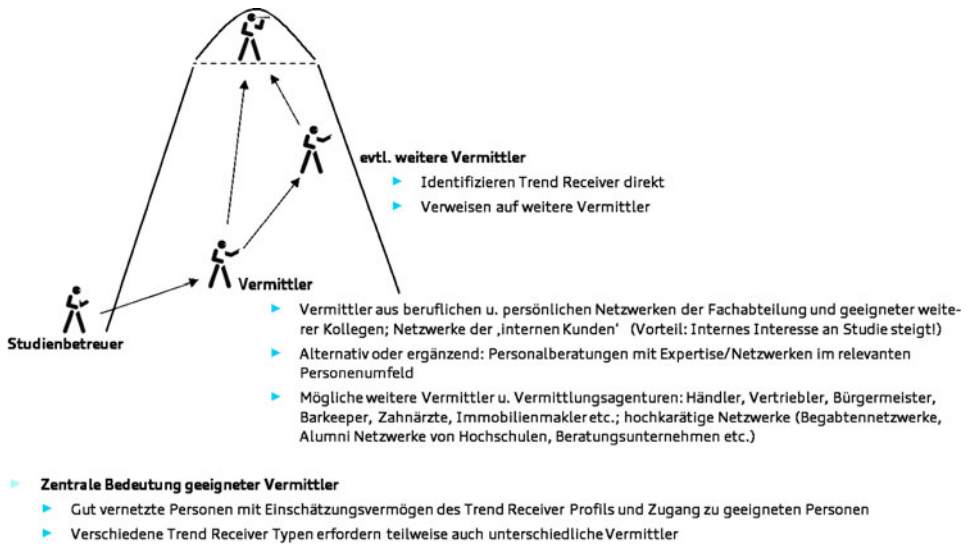 evtl. weitere Vermittler
Identifizieren Trend Receiver direkt
Verweisen auf weitere Vermittler
Vermittler
Studienbetreuer
Vermittler aus beruflichen u. persönlichen Netzwerken der Fachabteilung und geeigneter weite-
rer Kollegen; Netzwerke der ‚internen Kunden‘ (Vorteil: Internes Interesse an Studie steigt!)
Alternativ oder ergänzend: Personalberatungen mit Expertise/Netzwerken im relevanten
Personenumfeld
Mögliche weitere Vermittler u. Vermittlungsagenturen: Händler, Vertriebler, Bürgermeister,
Barkeeper, Zahnärzte, Immobilienmakler etc.; hochkarätige Netzwerke (Begabtennetzwerke,
Alumni Netzwerke von Hochschulen, Beratungsunternehmen etc.)
Zentrale Bedeutung geeigneter Vermittler
Gut vernetzte Personen mit Einschätzungsvermögen des Trend Receiver Profils und Zugang zu geeigneten Personen
Verschiedene Trend Receiver Typen erfordern teilweise auch unterschiedliche Vermittler